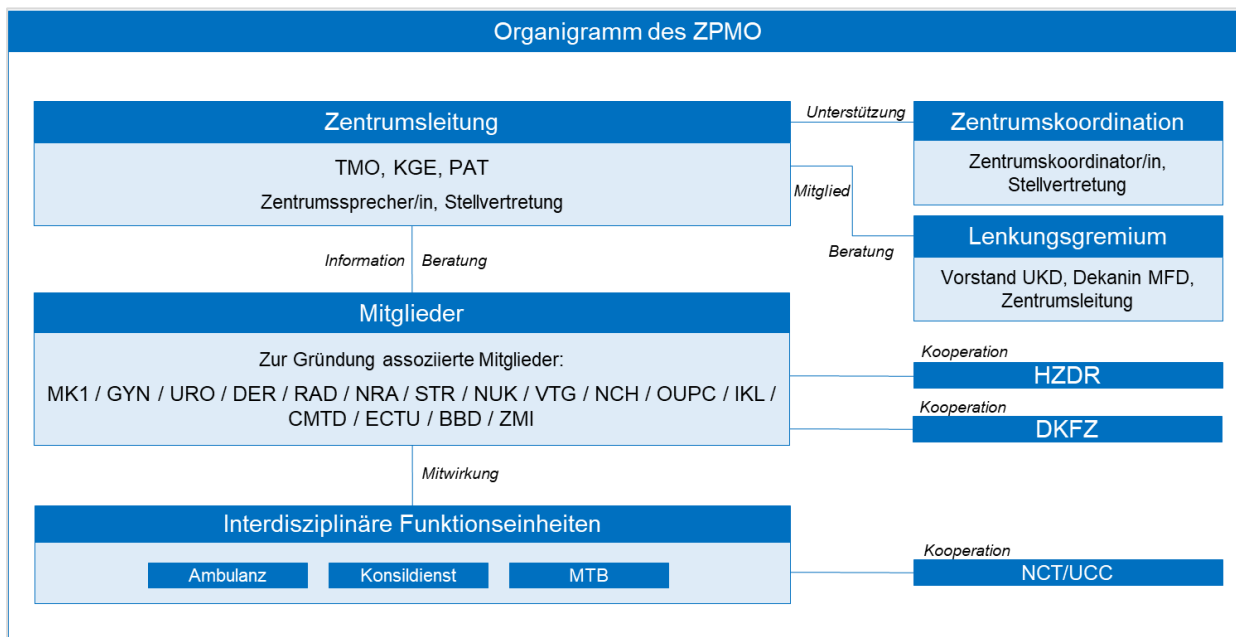 Organigramm des ZPMO
Zentrumsleitung
TMO, KGE, PAT
Zentrumssprecher/in, Stellvertretung
Unterstützung
Zentrumskoordination
Zentrumskoordinator/in,
Stellvertretung
Mitglied
Beratung
Lenkungsgremium
Vorstand UKD, Dekanin MFD,
Zentrumsleitung
Information
Beratung
Mitglieder
Zur Gründung assoziierte Mitglieder:
MK1 / GYN / URO / DER / RAD / NRA / STR / NUK / VTG / NCH / OUPC / IKL /
CMTD / ECTU / BBD / ZMI
Kooperation
HZDR
Kooperation
DKFZ
Mitwirkung
Interdisziplinäre Funktionseinheiten
Ambulanz
Konsildienst
MTB
Kooperation
NCT/UCC